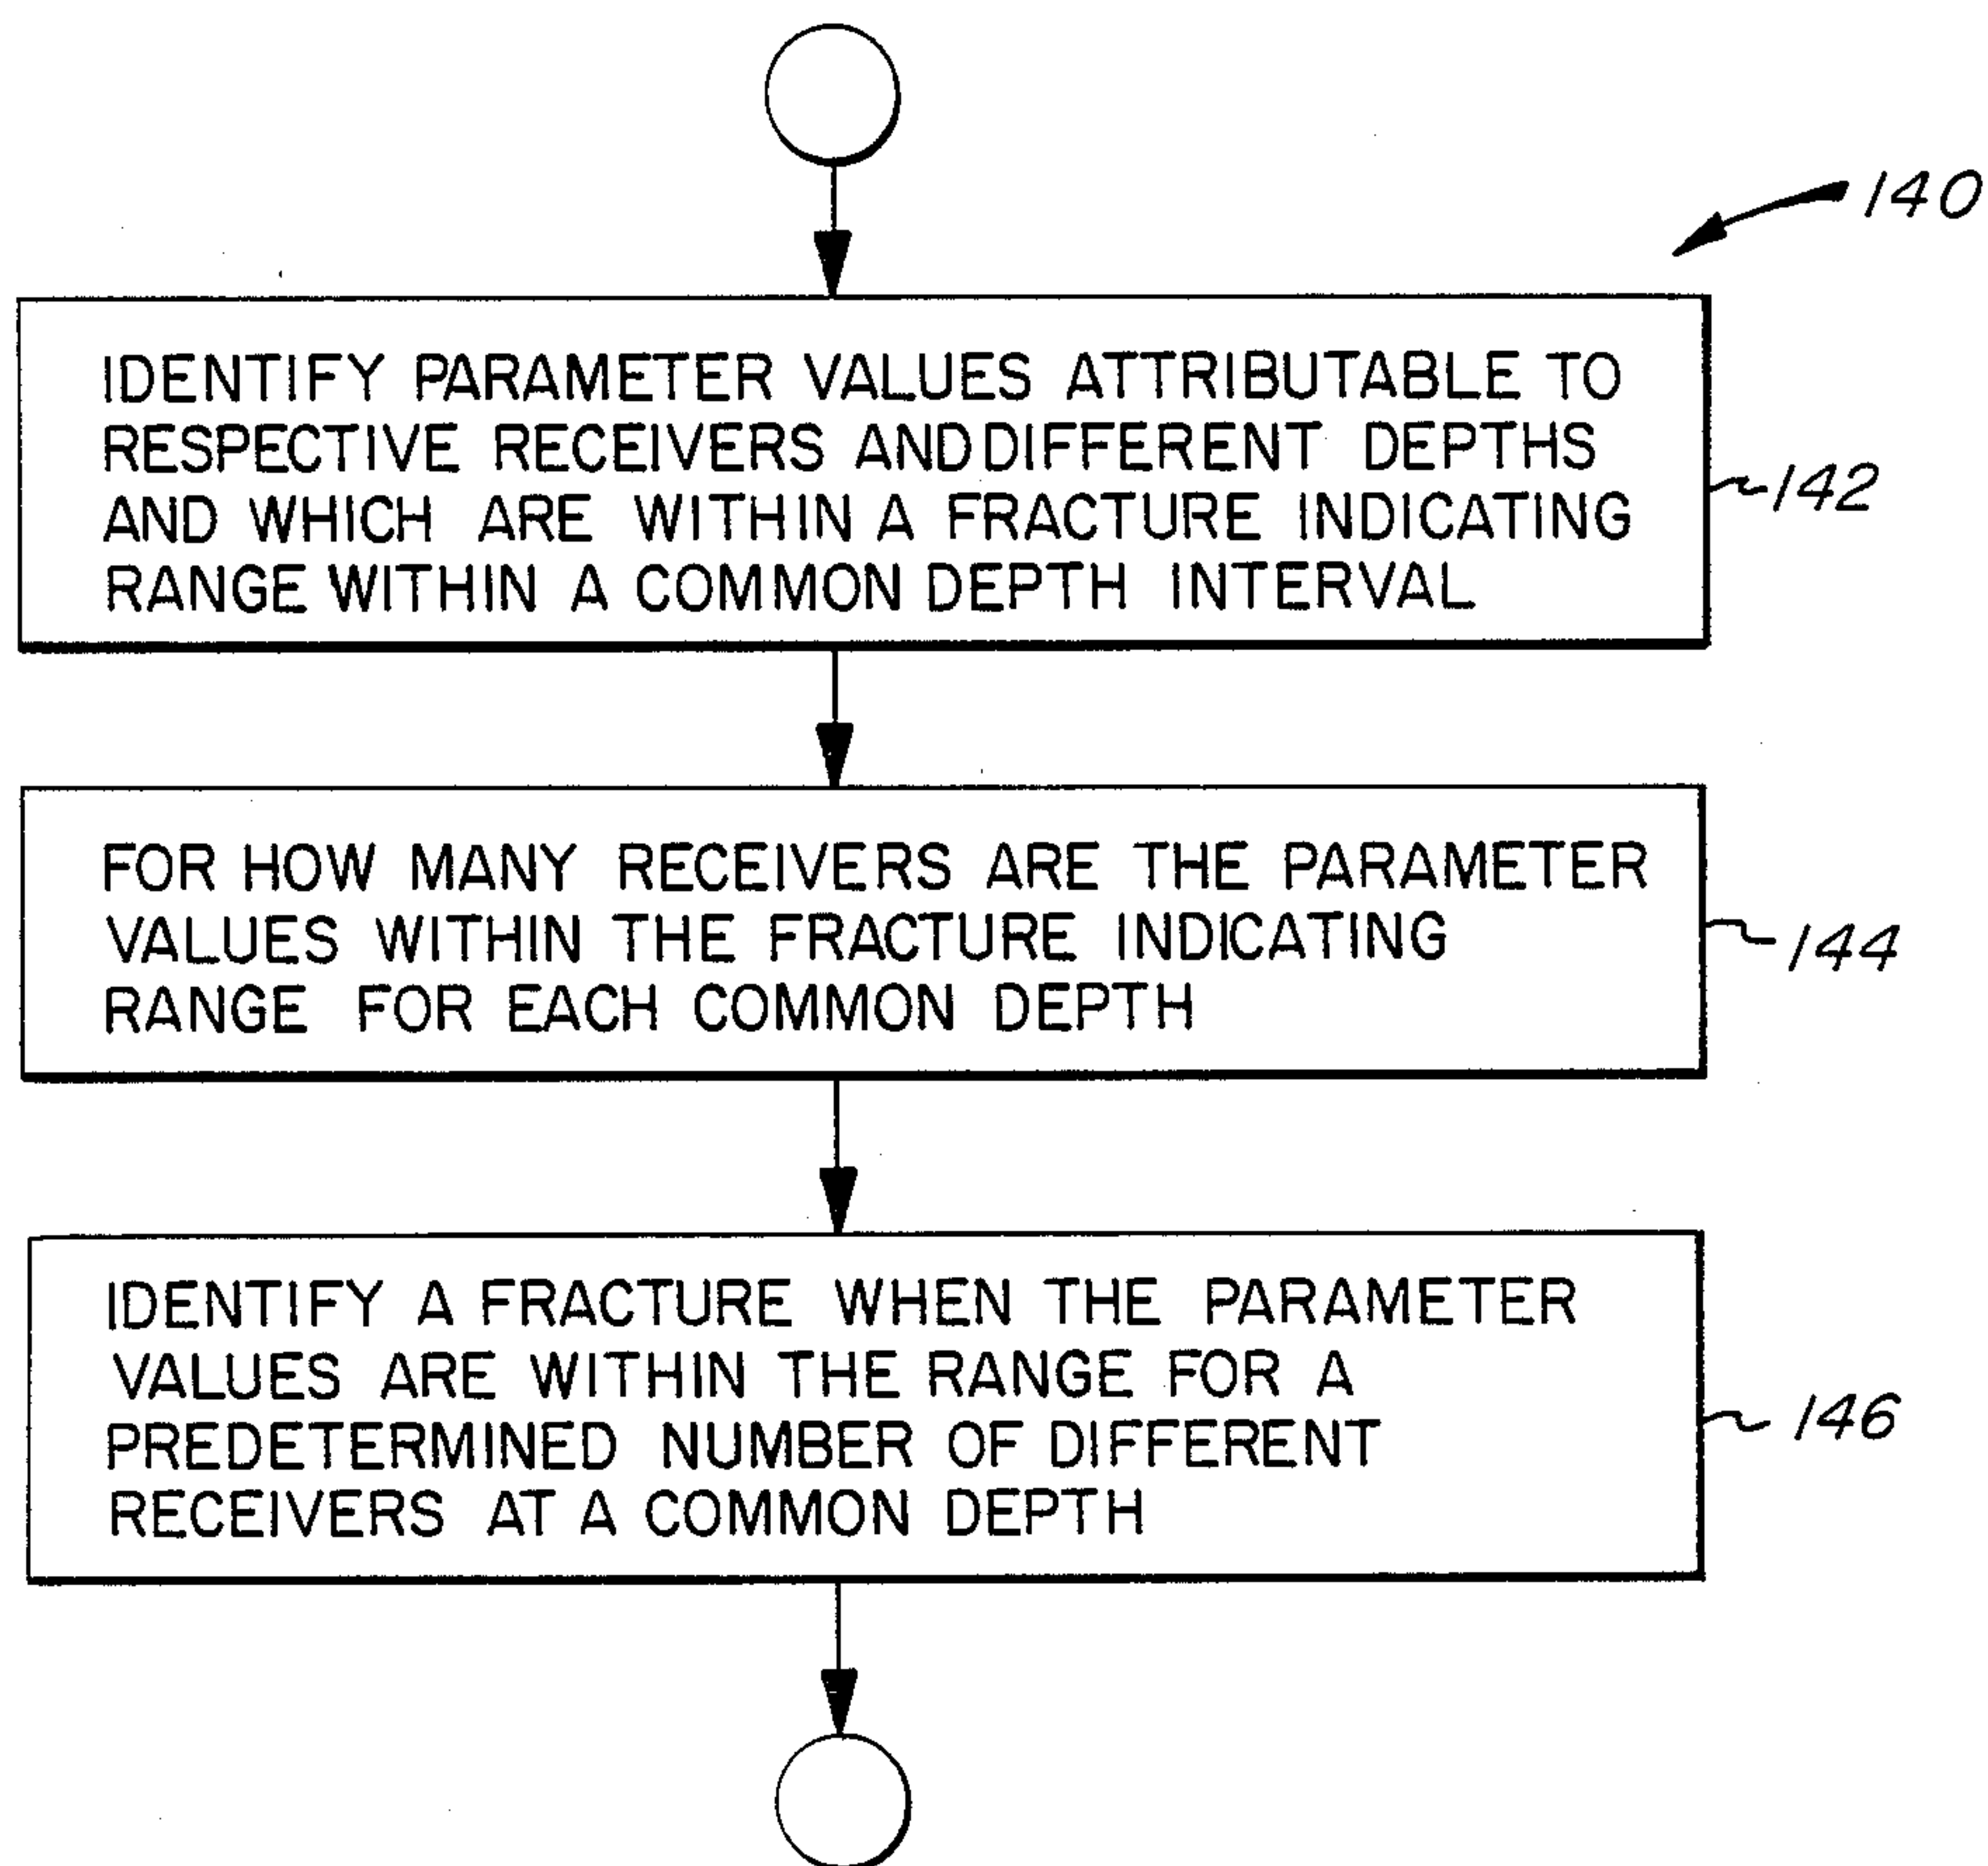 140
IDENTIFY PARAMETER VALUES ATTRIBUTABLE TO
RESPECTIVE RECEIVERS AND DIFFERENT DEPTHS
AND WHICH ARE WITHIN A FRACTURE INDICATING
RANGE WITHIN A COMMON DEPTH INTERVAL
142
FOR HOW MANY RECEIVERS ARE THE PARAMETER
VALUES WITHIN THE FRACTURE INDICATING
RANGE FOR EACH COMMON DEPTH
144
IDENTIFY A FRACTURE WHEN THE PARAMETER
VALUES ARE WITHIN THE RANGE FOR A
PREDETERMINED NUMBER OF DIFFERENT
RECEIVERS AT A COMMON DEPTH
146